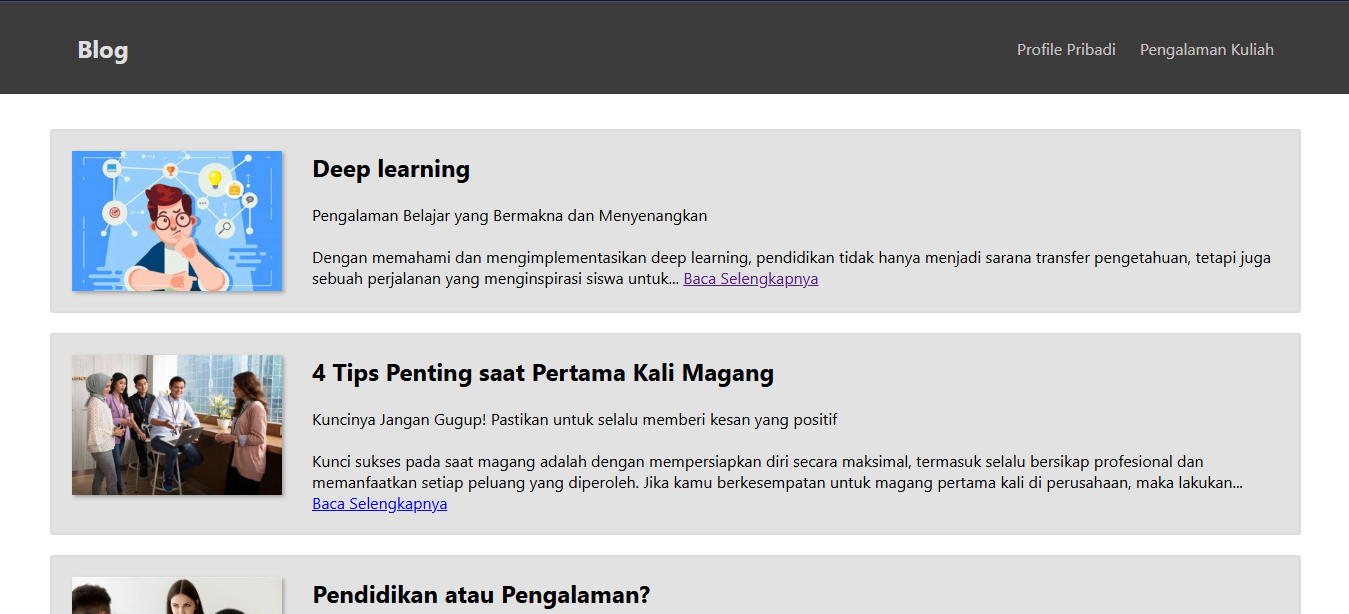 Blog
Profile Pribadi
Pengalaman Kuliah
Deep learning
Pengalaman Belajar yang Bermakna dan Menyenangkan
Dengan memahami dan mengimplementasikan deep learning, pendidikan tidak hanya menjadi sarana transfer pengetahuan, tetapi juga
sebuah perjalanan yang menginspirasi siswa untuk... Baca Selengkapnya
4 Tips Penting saat Pertama Kali Magang
Kuncinya Jangan Gugup! Pastikan untuk selalu memberi kesan yang positif
Kunci sukses pada saat magang adalah dengan mempersiapkan diri secara maksimal, termasuk selalu bersikap profesional dan
memanfaatkan setiap peluang yang diperoleh. Jika kamu berkesempatan untuk magang pertama kali di perusahaan, maka lakukan...
Baca Selengkapnya
Pendidikan atau Pengalaman?